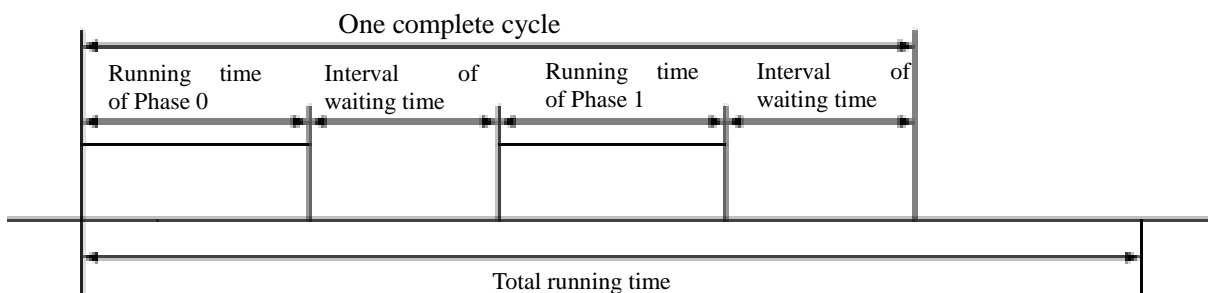 One complete cycle
Running time
of Phase 0
Interval of
waiting time
Running time
of Phase 1
Interval of
waiting time
Total running time